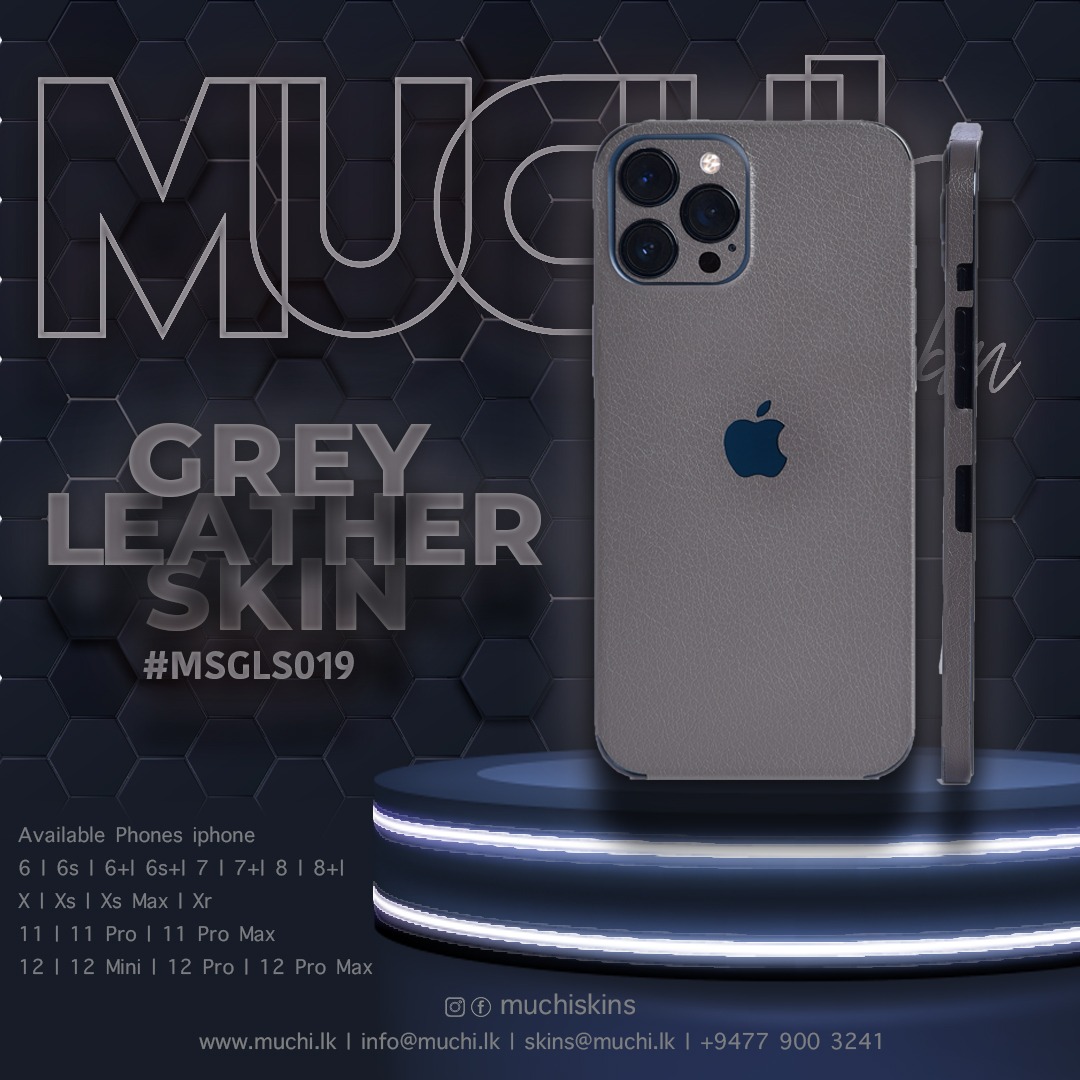 MUCHI
GREY
LEATHER
SKIN
#MSGLS019
Available Phones iphone
6 | 6s | 6+| 6s+| 7 | 7+| 8 | 8+|
X | Xs | Xs Max | Xr
11 | 11 Pro | 11 Pro Max
12 | 12 Mini | 12 Pro | 12 Pro Max
muchiskins
www.muchi.lk | info@muchi.lk | skins@muchi.lk | +9477 900 3241